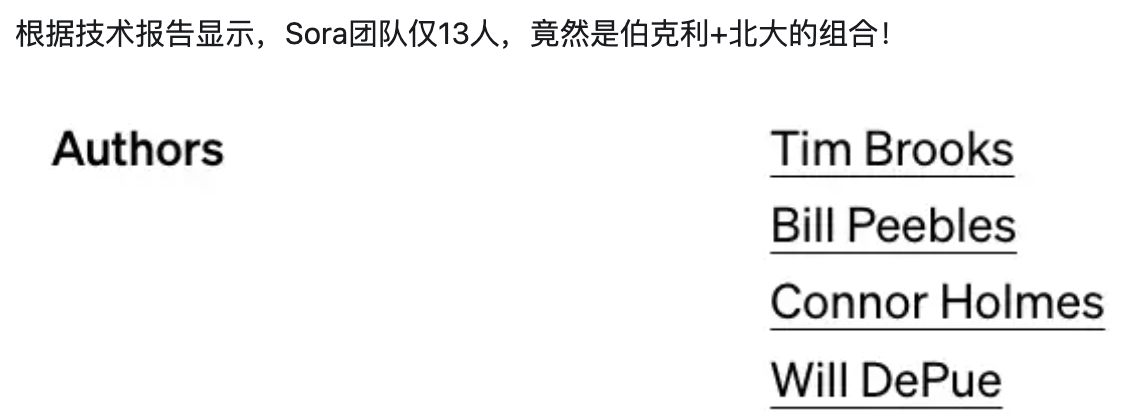 根据技术报告显示，Sora团队仅13人，竟然是伯克利+北大的组合！
Authors
Tim Brooks
Bill Peebles
Connor Holmes
Will DePue